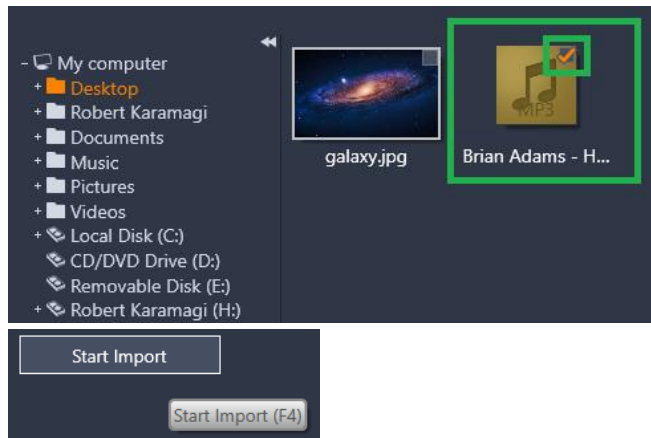 - My computer
+ Desktop
+ Robert Karamagi
+ Documents
+ Music
+ Pictures
+ Videos
+ Local Disk (C:)
CD/DVD Drive (D:)
Removable Disk (E:)
+ Robert Karamagi (H:)
MP3
galaxy.jpg
Brian Adams - H...
Start Import
Start Import (F4)